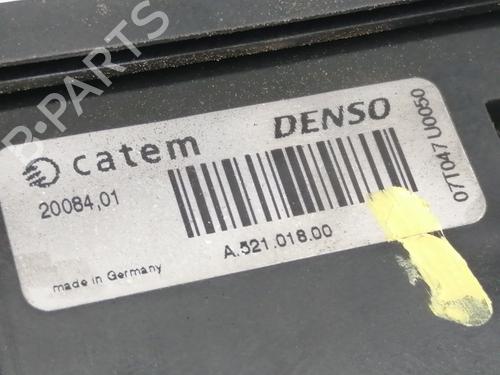 B-PARTS
catem
DENSO
20084,01
A.521.018.00
made in Germany
07T047 U0050